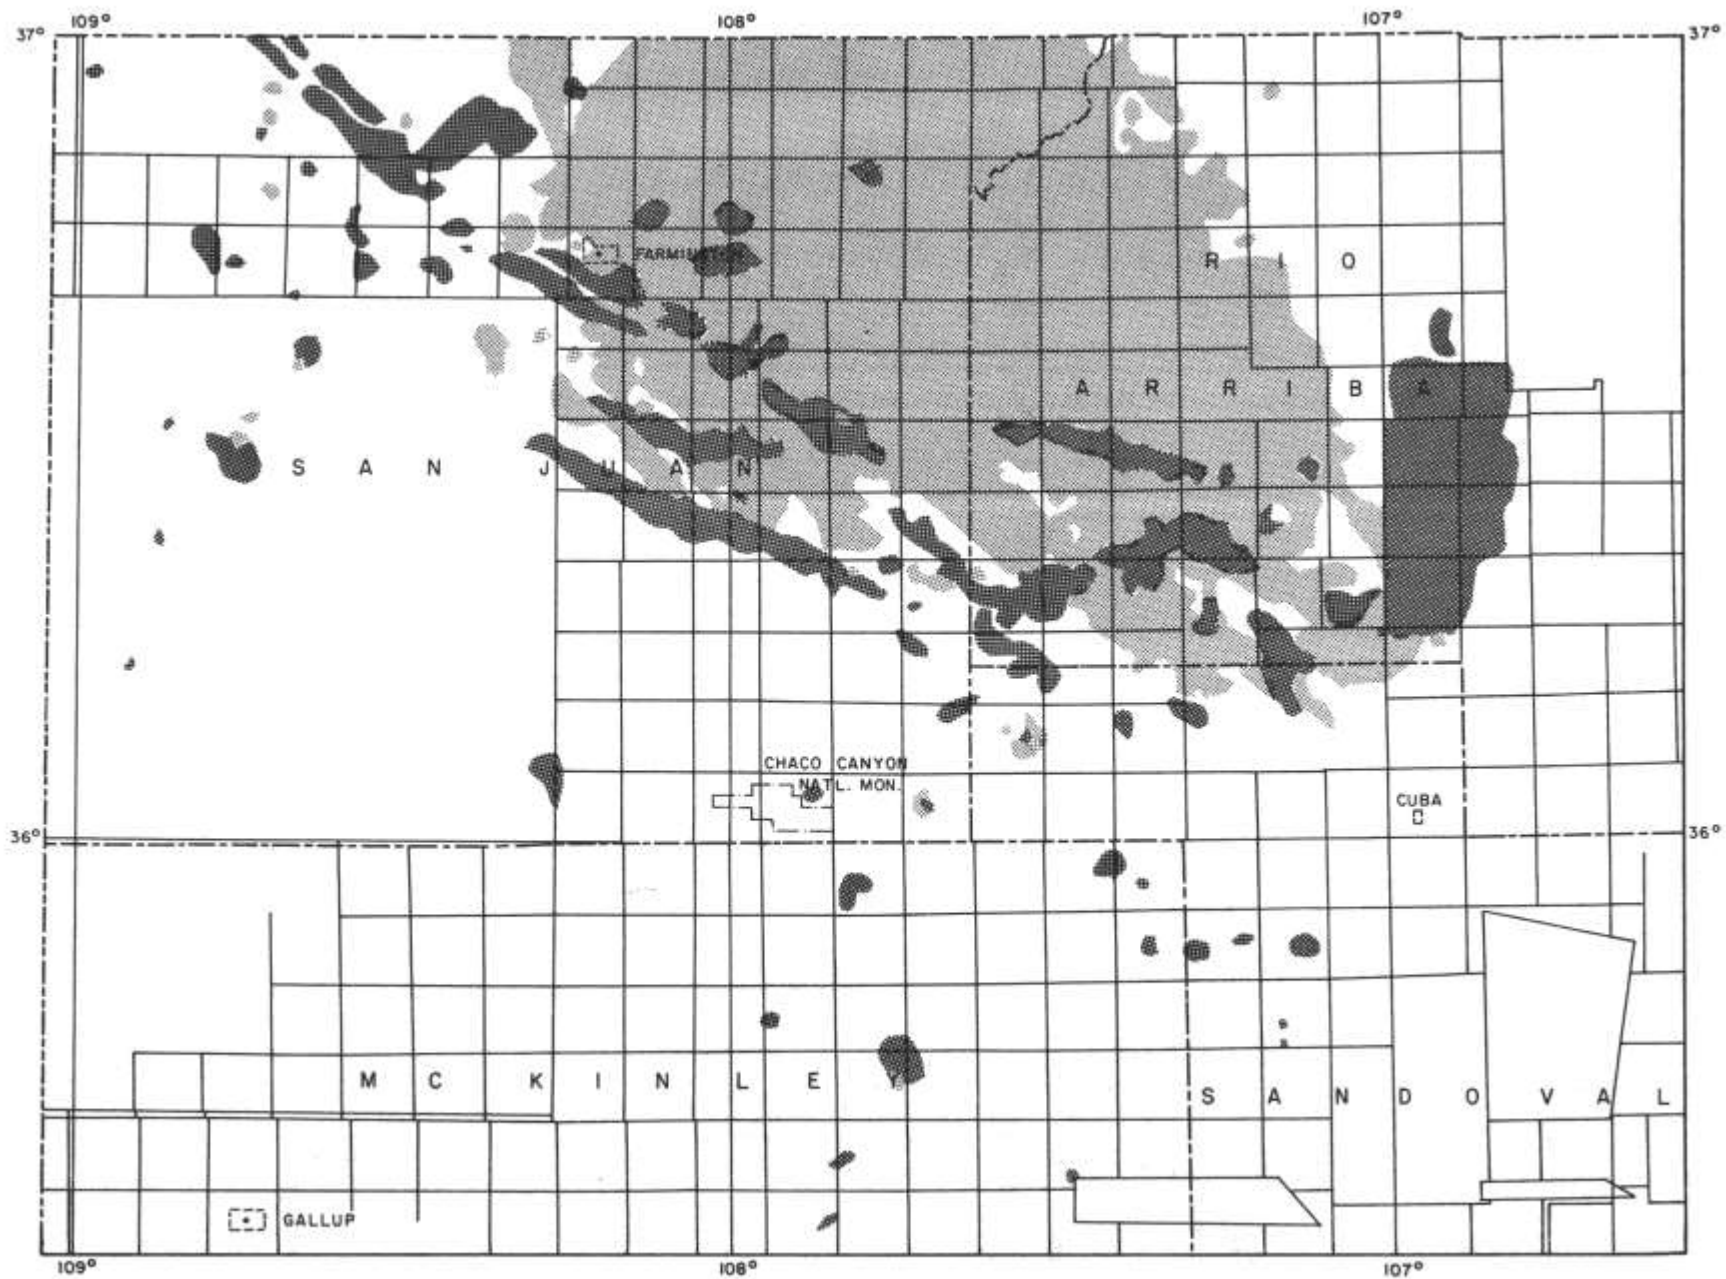 109° 108° 107°
37° 37°
FARMINGTON
R I O
A R R I B A
S A N J U A N
CHACO CANYON
NATL. MON.
CUBA
36° 36°
M C K I N L E Y
S A N D O V A L
GALLUP
109° 108° 107°